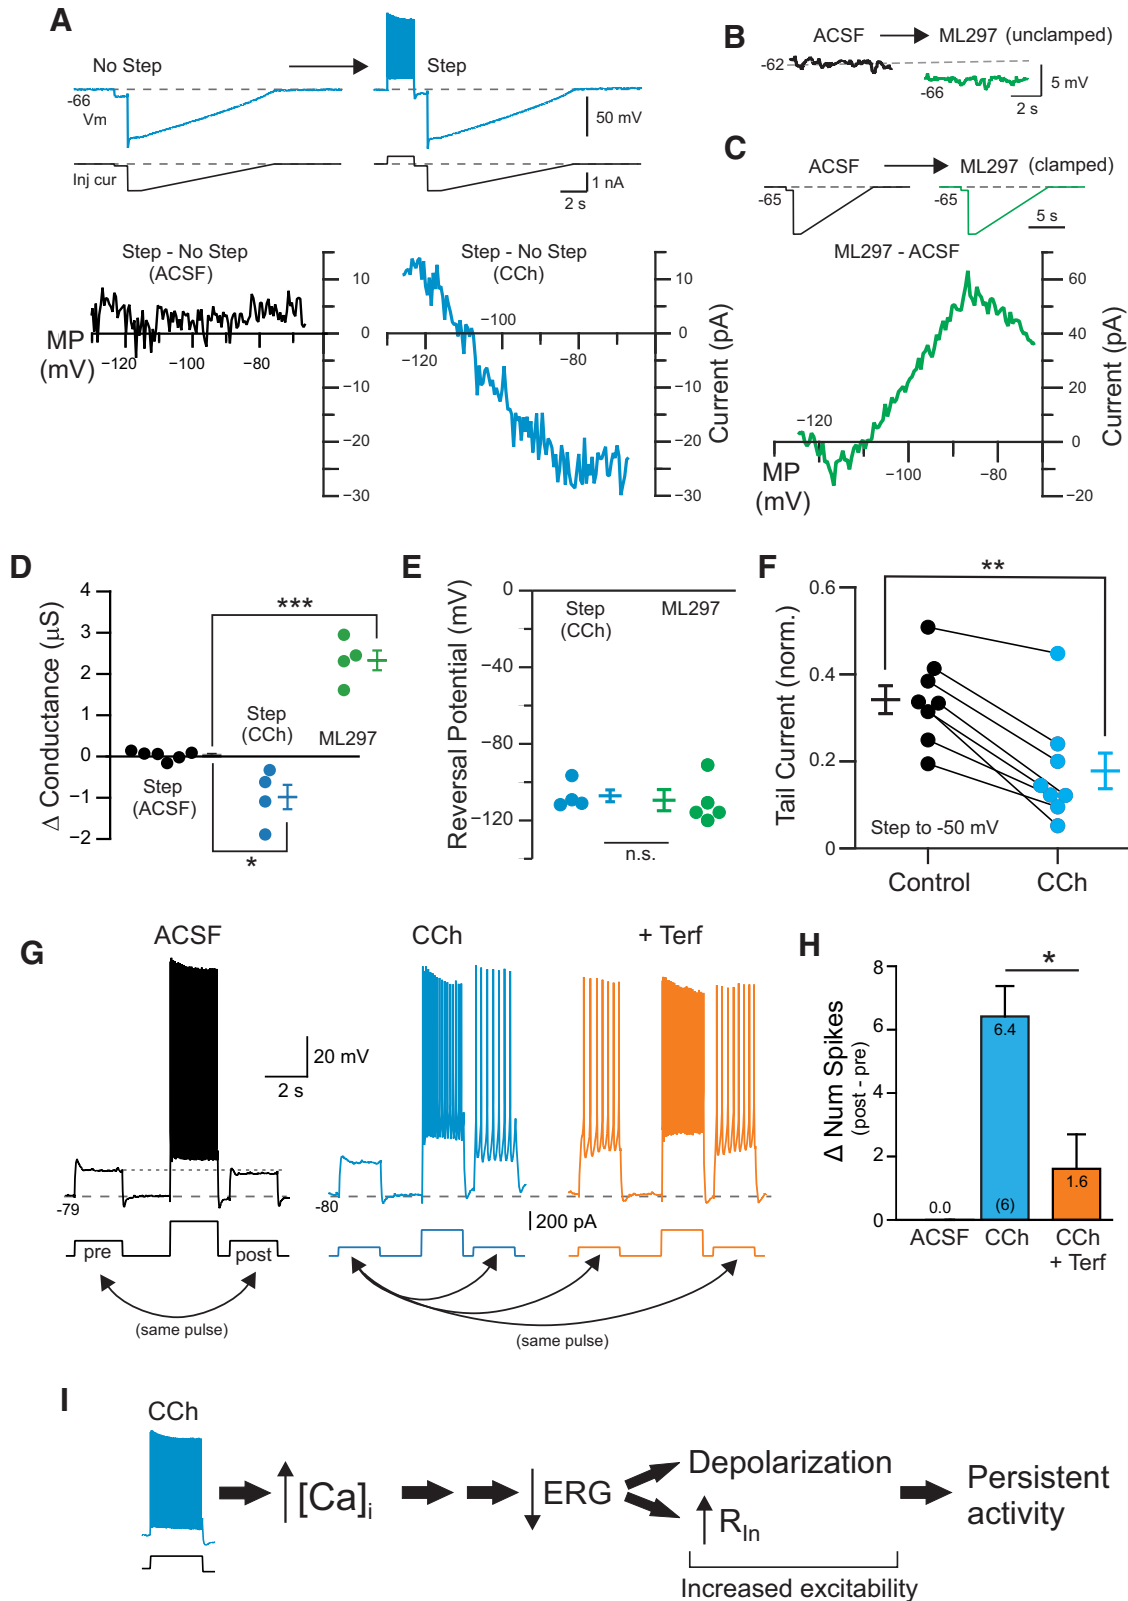 A
No Step
Step
-66
Vm
50 mV
Inj cur
1 nA
2 s
Step - No Step
(ACSF)
10
0
−10
−20
−30
MP
(mV)
−120
−100
−80
Step - No Step
(CCh)
−120
−100
−80
10
0
−10
−20
−30
Current (pA)
B
ACSF
ML297 (unclamped)
-62
-66
5 mV
2 s
C
ACSF
ML297 (clamped)
-65
-65
5 s
ML297 - ACSF
60
40
20
0
−20
−120
−100
−80
MP
(mV)
Current (pA)
D
Δ Conductance (μS)
4
3
2
1
0
−1
−2
***
Step
(CCh)
ML297
Step
(ACSF)
*
E
Reversal Potential (mV)
0
−40
−80
−120
Step
(CCh)
ML297
n.s.
F
Tail Current (norm.)
0.6
0.4
0.2
0
**
Step to -50 mV
Control
CCh
G
ACSF
CCh
+ Terf
20 mV
2 s
-79
-80
200 pA
pre
post
(same pulse)
(same pulse)
H
Δ Num Spikes
(post - pre)
8
6
4
2
0
*
0.0
6.4
(6)
1.6
ACSF
CCh
CCh
+ Terf
I
CCh
[Ca]i
ERG
Depolarization
RIn
Increased excitability
Persistent
activity